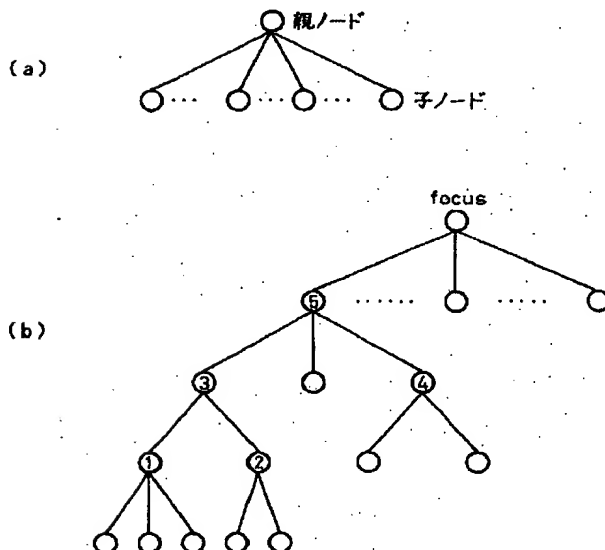 (a)
親ノード
… … …
子ノード
focus
(b)
⑤ …… ……
③ ④
① ②